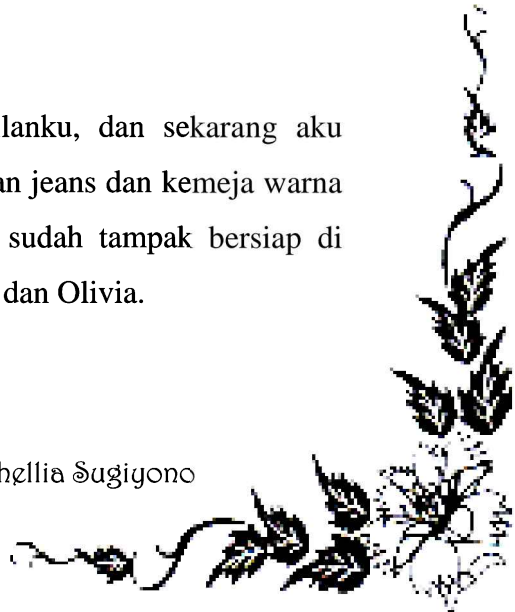 lanku, dan sekarang aku
an jeans dan kemeja warna
sudah tampak bersiap di
dan Olivia.
hellia Sugiyono